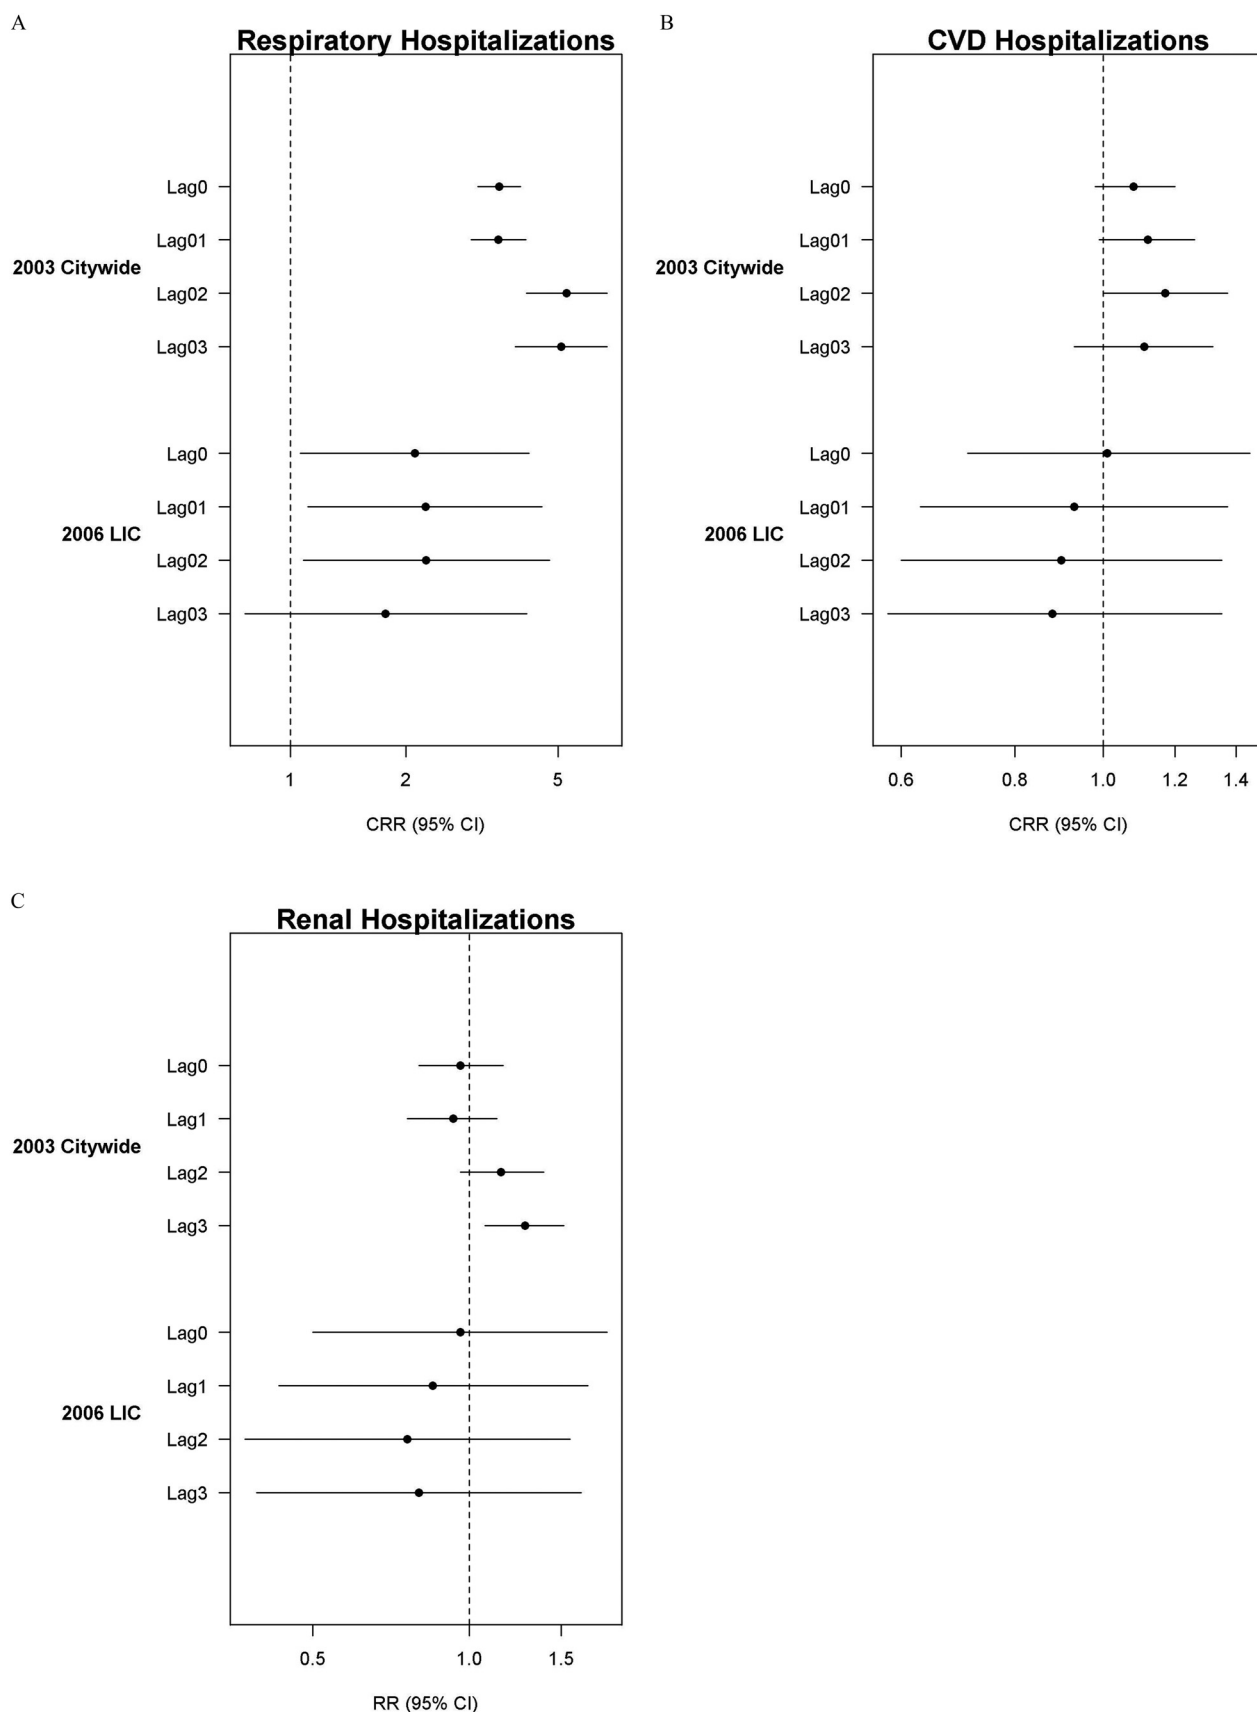 A
Respiratory Hospitalizations
Lag0
Lag01
2003 Citywide
Lag02
Lag03
Lag0
Lag01
2006 LIC
Lag02
Lag03
1 2 5
CRR (95% CI)
B
CVD Hospitalizations
Lag0
Lag01
2003 Citywide
Lag02
Lag03
Lag0
Lag01
2006 LIC
Lag02
Lag03
0.6 0.8 1.0 1.2 1.4
CRR (95% CI)
C
Renal Hospitalizations
Lag0
Lag1
2003 Citywide
Lag2
Lag3
Lag0
Lag1
2006 LIC
Lag2
Lag3
0.5 1.0 1.5
RR (95% CI)